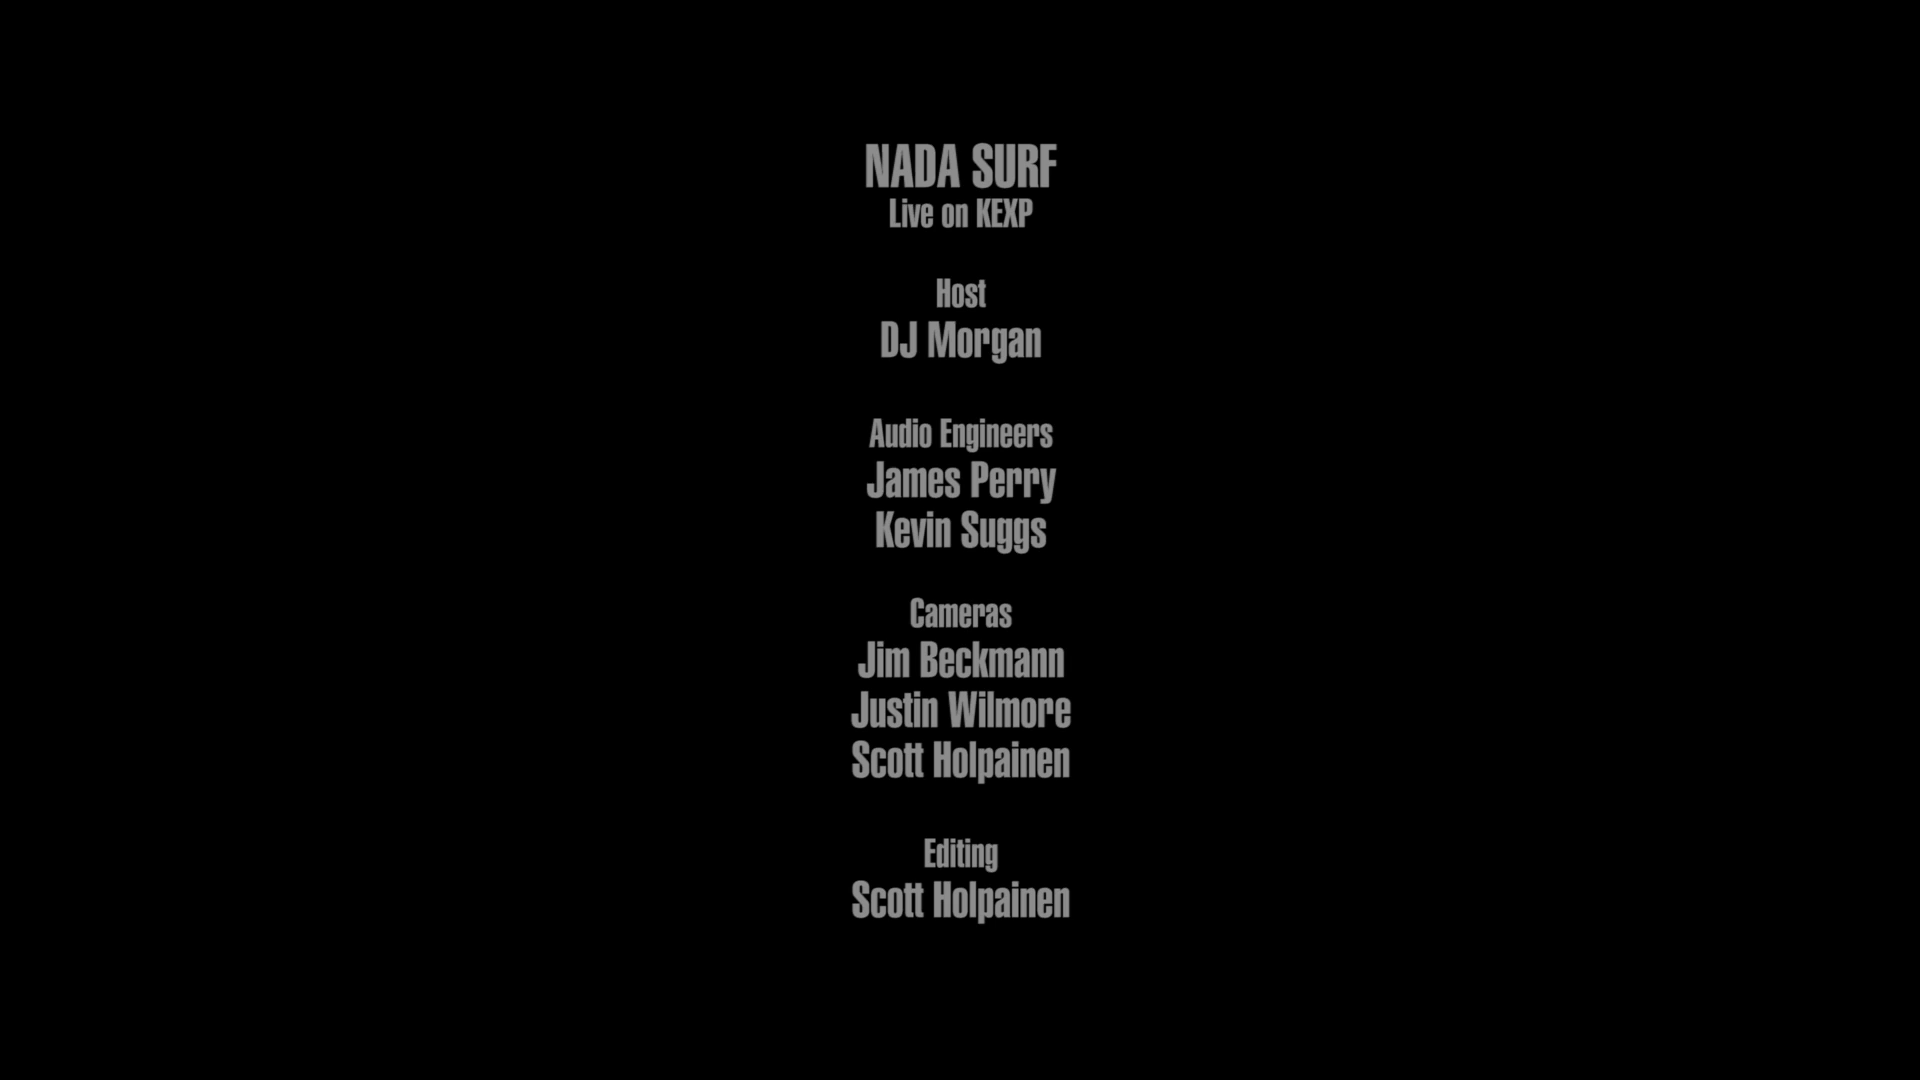 NADA SURF
Live on KEXP
Host
DJ Morgan
Audio Engineers
James Perry
Kevin Suggs
Cameras
Jim Beckmann
Justin Wilmore
Scott Holpainen
Editing
Scott Holpainen